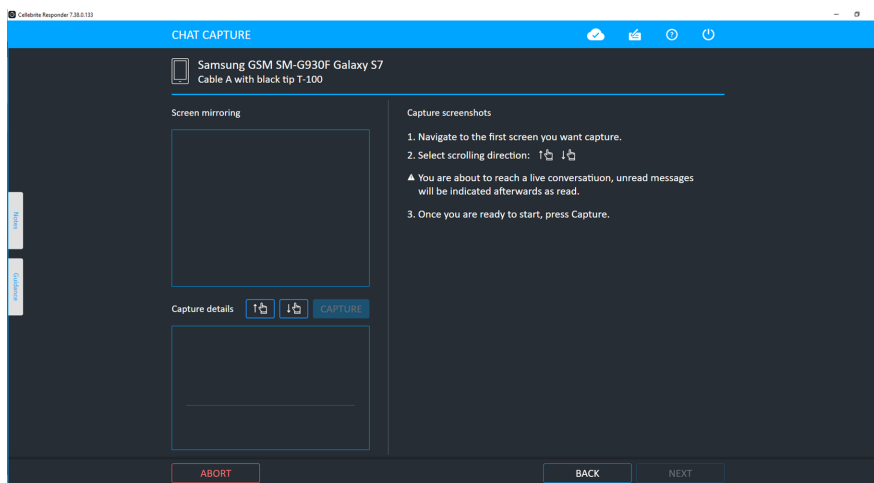 Cellebrite Responder 7.38.0.133
CHAT CAPTURE
Samsung GSM SM-G930F Galaxy S7
Cable A with black tip T-100
Screen mirroring
Capture screenshots
1. Navigate to the first screen you want capture.
2. Select scrolling direction:
You are about to reach a live conversatiuon, unread messages
will be indicated afterwards as read.
3. Once you are ready to start, press Capture.
Notes
Guidance
Capture details
CAPTURE
ABORT
BACK
NEXT